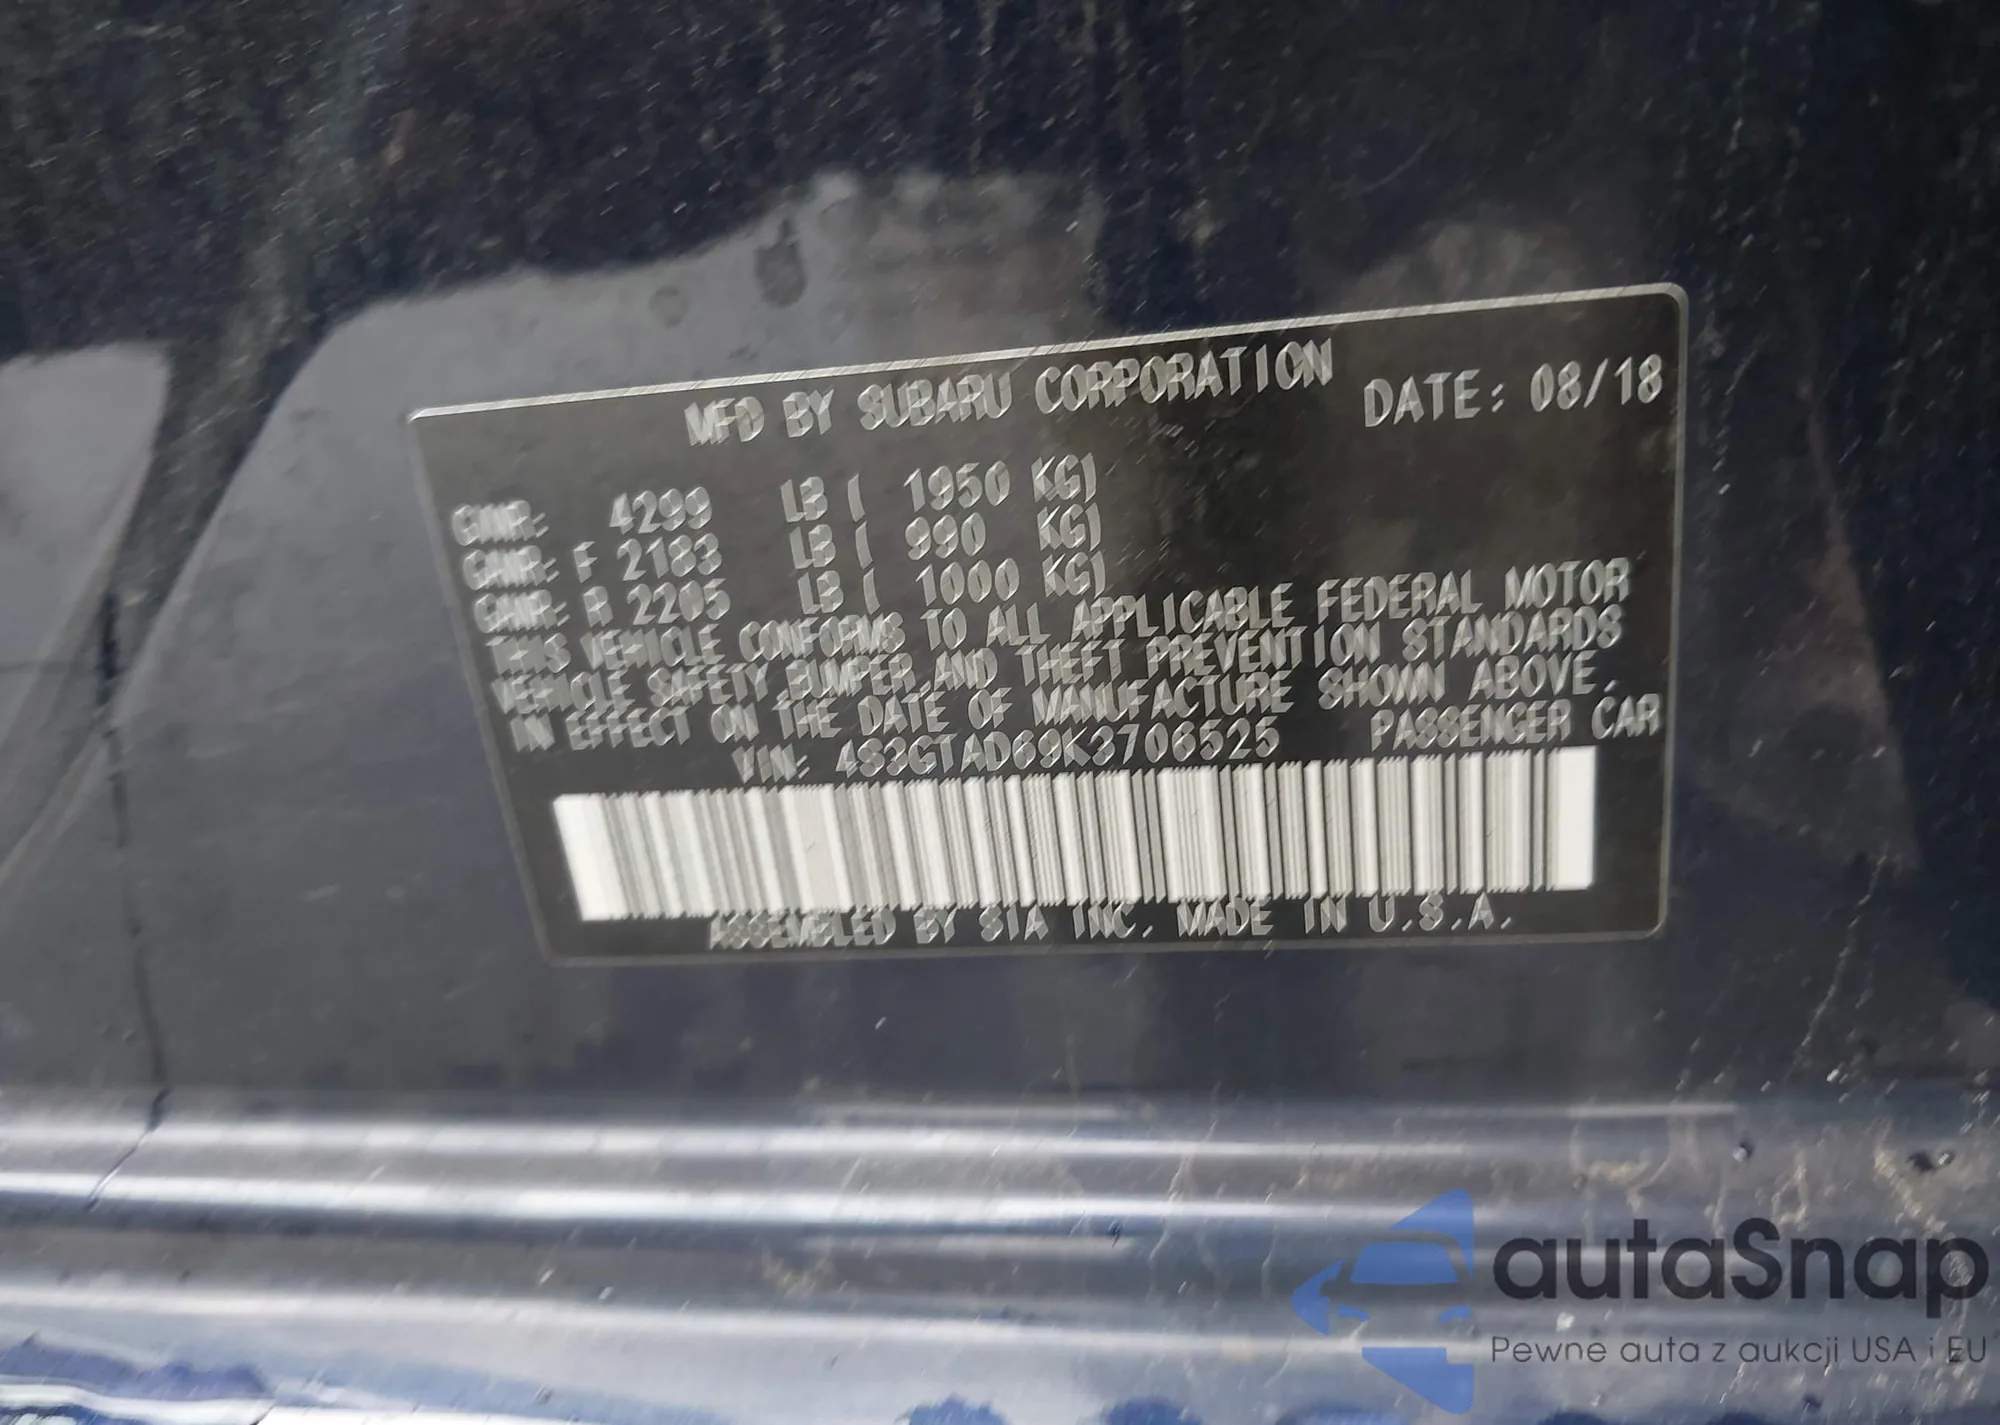 MFD BY SUBARU CORPORATION DATE: 08/18
GVWR: 4299 LB ( 1950 KG)
GAWR: F 2183 LB ( 990 KG)
GAWR: R 2205 LB ( 1000 KG)
THIS VEHICLE CONFORMS TO ALL APPLICABLE FEDERAL MOTOR
VEHICLE SAFETY, BUMPER, AND THEFT PREVENTION STANDARDS
IN EFFECT ON THE DATE OF MANUFACTURE SHOWN ABOVE.
VIN: 4S3GTAD69K3706525 PASSENGER CAR
ASSEMBLED BY SIA INC. MADE IN U.S.A.
autaSnap
Pewne auta z aukcji USA i EU